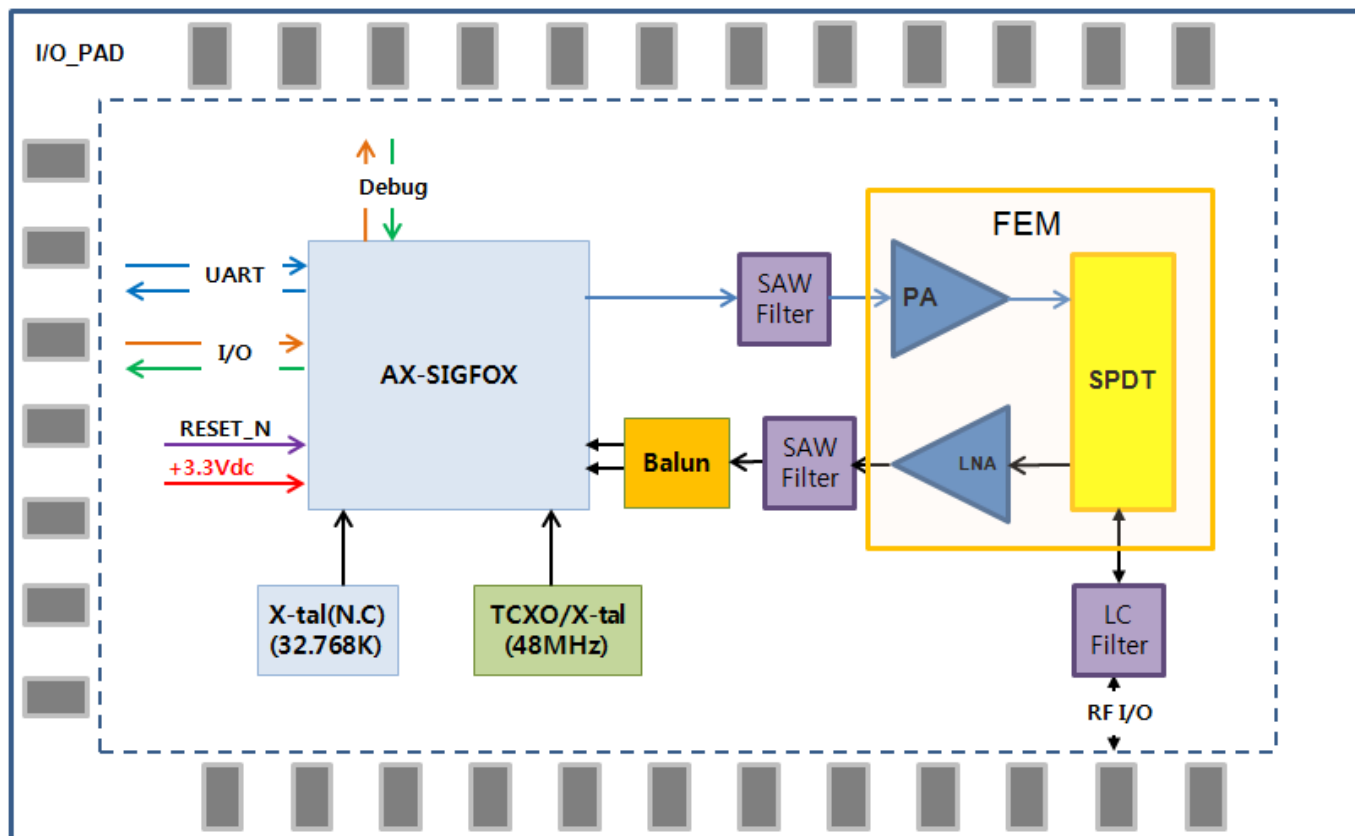 I/O_PAD
Debug
UART
I/O
AX-SIGFOX
RESET_N
+3.3Vdc
X-tal(N.C)
(32.768K)
TCXO/X-tal
(48MHz)
SAW
Filter
FEM
PA
SPDT
Balun
SAW
Filter
LNA
LC
Filter
RF I/O